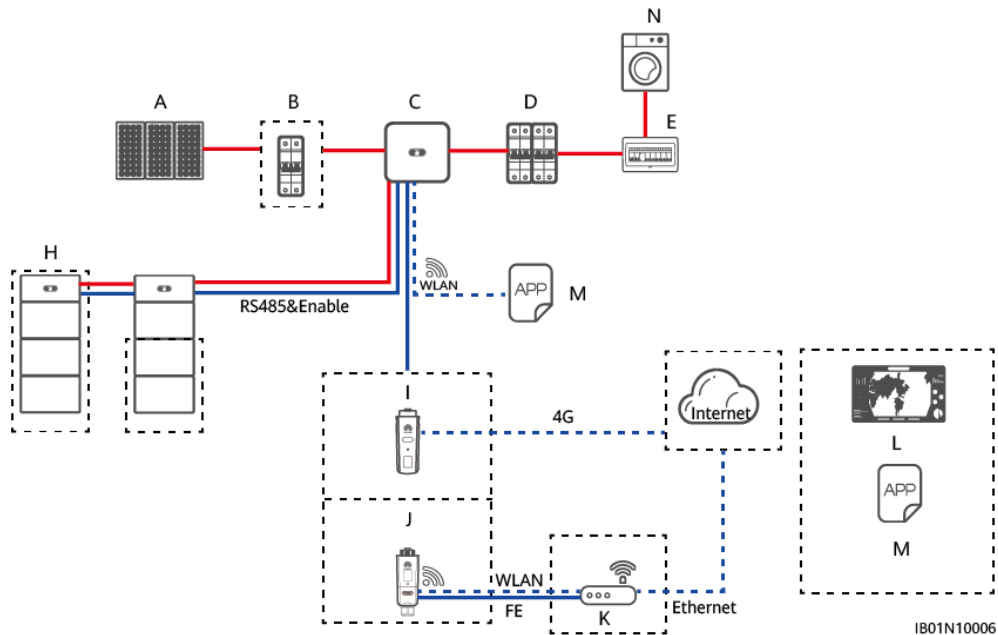 N
A
B
C
D
E
H
WLAN
APP
M
RS485&Enable
I
4G
Internet
L
J
APP
M
WLAN
FE
K
Ethernet
IB01N10006